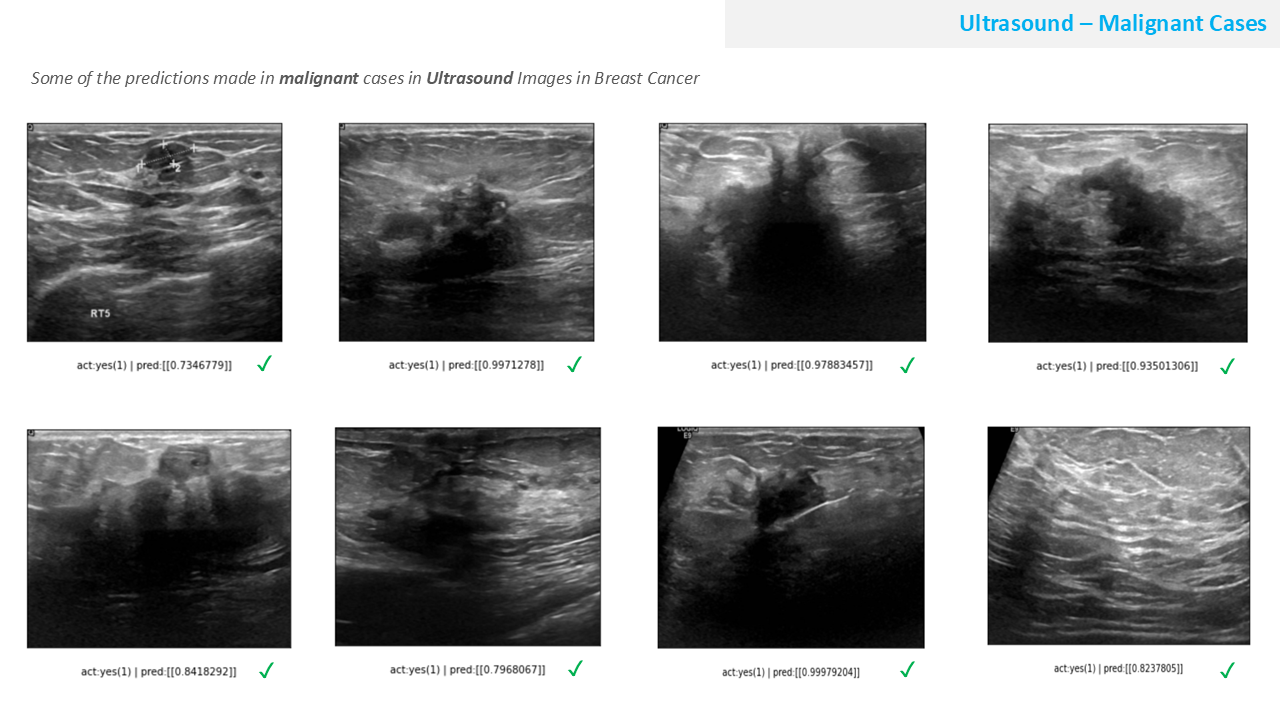 Ultrasound – Malignant Cases
Some of the predictions made in malignant cases in Ultrasound Images in Breast Cancer
RT5
act:yes(1) | pred:[[0.7346779]]
act:yes(1) | pred:[[0.9971278]]
act:yes(1) | pred:[[0.97883457]]
act:yes(1) | pred:[[0.93501306]]
LOGIQ
E9
E9
act:yes(1) | pred:[[0.8418292]]
act:yes(1) | pred:[[0.7968067]]
act:yes(1) | pred:[[0.99979204]]
act:yes(1) | pred:[[0.8237805]]